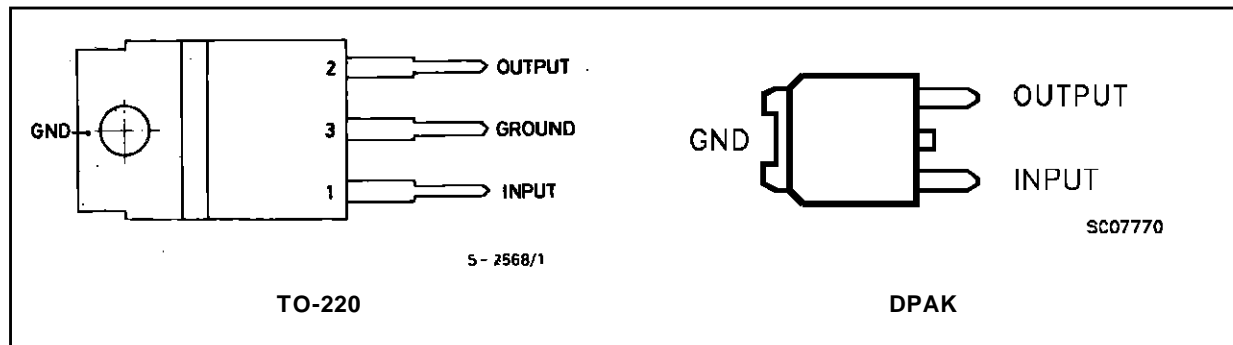 2 OUTPUT
GND
3 GROUND
1 INPUT
S-2568/1
TO-220
OUTPUT
GND
INPUT
SC07770
DPAK